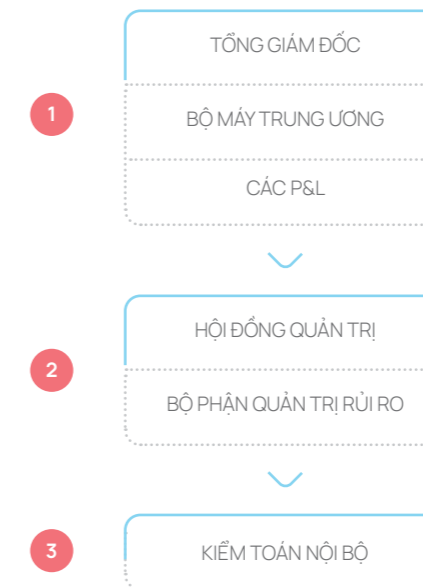 1
TỔNG GIÁM ĐỐC
BỘ MÁY TRUNG ƯƠNG
CÁC P&L
2
HỘI ĐỒNG QUẢN TRỊ
BỘ PHẬN QUẢN TRỊ RỦI RO
3
KIỂM TOÁN NỘI BỘ